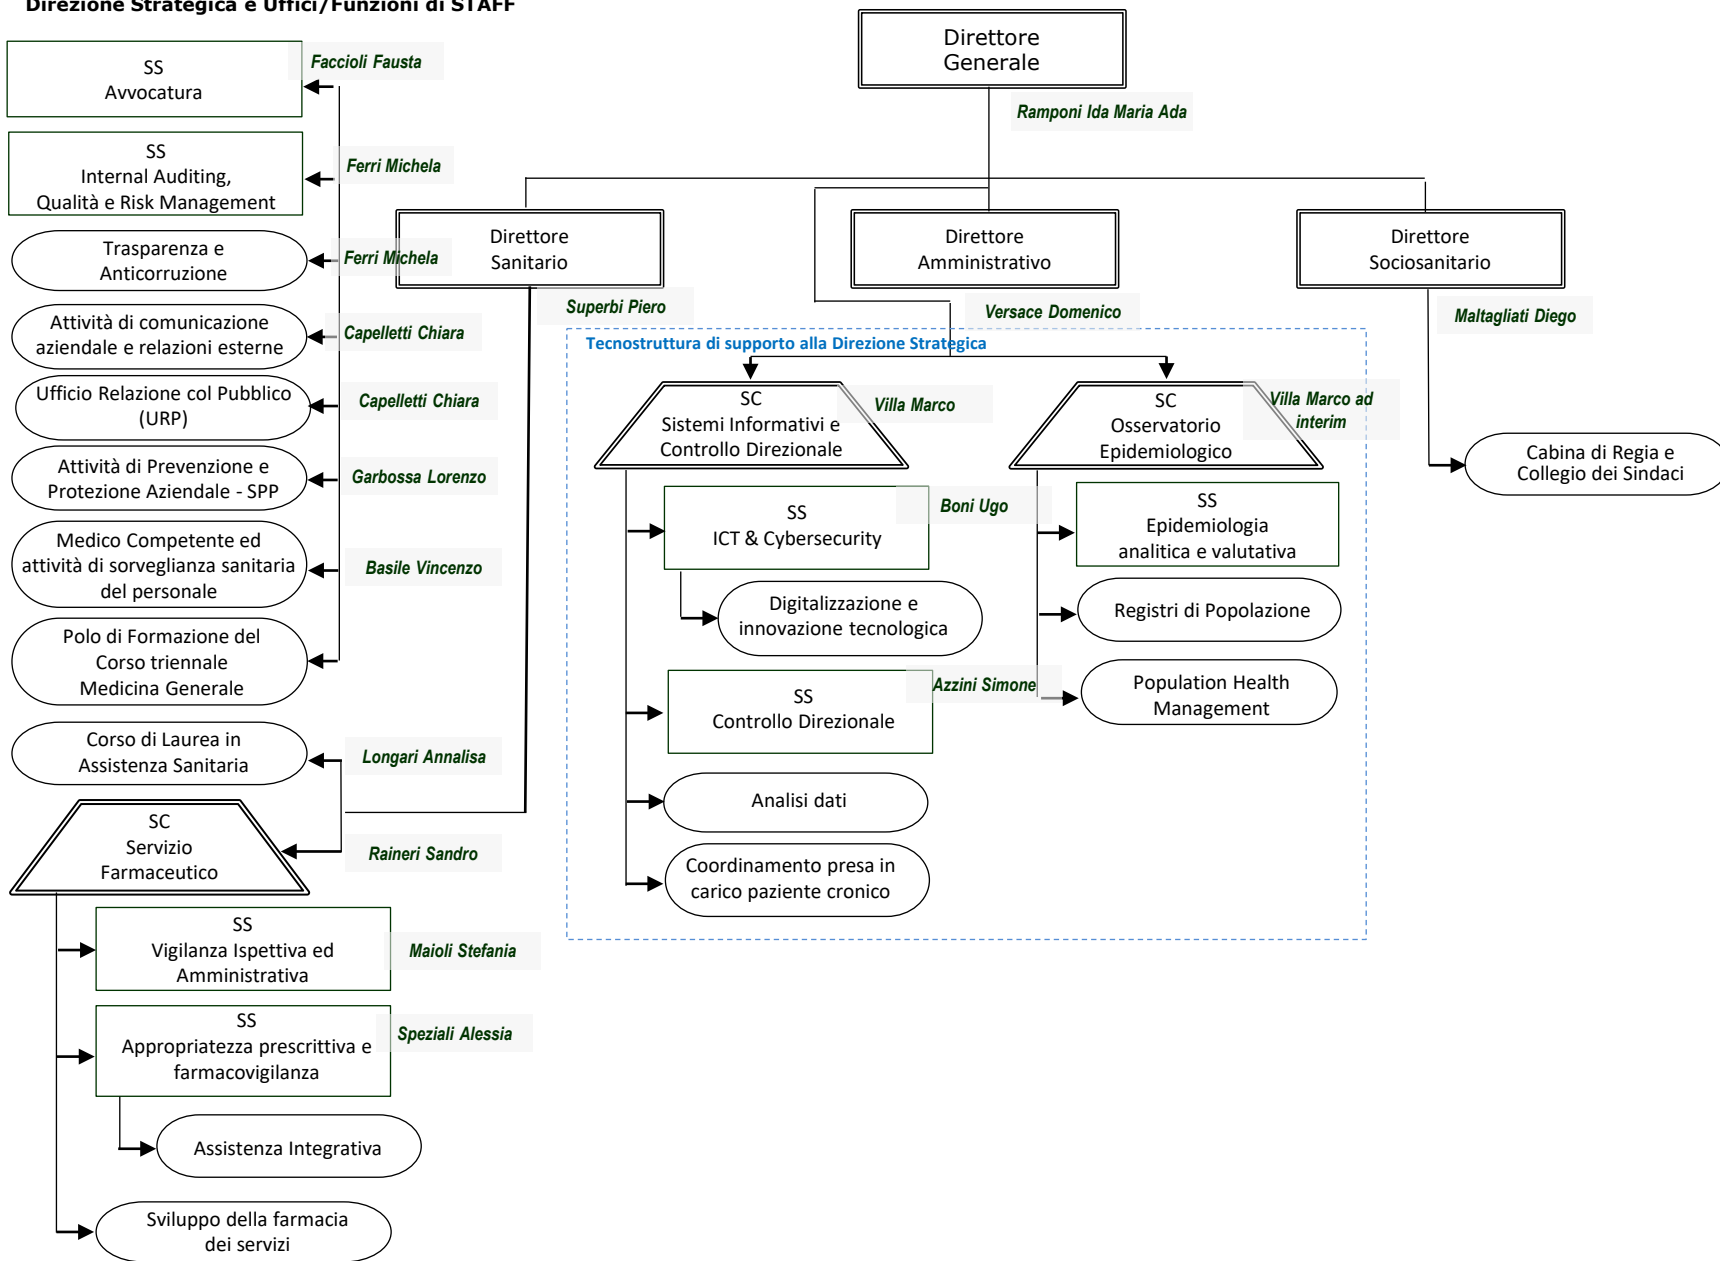 Direzione Strategica e Uffici/Funzioni di STAFF
Direttore
Generale
Ramponi Ida Maria Ada
SS
Avvocatura
Faccioli Fausta
SS
Internal Auditing,
Qualità e Risk Management
Ferri Michela
Trasparenza e
Anticorruzione
Ferri Michela
Attività di comunicazione
aziendale e relazioni esterne
Capelletti Chiara
Ufficio Relazione col Pubblico
(URP)
Capelletti Chiara
Attività di Prevenzione e
Protezione Aziendale - SPP
Garbossa Lorenzo
Medico Competente ed
attività di sorveglianza sanitaria
del personale
Basile Vincenzo
Polo di Formazione del
Corso triennale
Medicina Generale
Direttore
Sanitario
Superbi Piero
Corso di Laurea in
Assistenza Sanitaria
Longari Annalisa
SC
Servizio
Farmaceutico
Raineri Sandro
SS
Vigilanza Ispettiva ed
Amministrativa
Maioli Stefania
SS
Appropriatezza prescrittiva e
farmacovigilanza
Speziali Alessia
Assistenza Integrativa
Sviluppo della farmacia
dei servizi
Direttore
Amministrativo
Versace Domenico
Tecnostruttura di supporto alla Direzione Strategica
SC
Sistemi Informativi e
Controllo Direzionale
Villa Marco
SS
ICT & Cybersecurity
Boni Ugo
Digitalizzazione e
innovazione tecnologica
SS
Controllo Direzionale
Azzini Simone
Analisi dati
Coordinamento presa in
carico paziente cronico
SC
Osservatorio
Epidemiologico
Villa Marco ad
interim
SS
Epidemiologia
analitica e valutativa
Registri di Popolazione
Population Health
Management
Direttore
Sociosanitario
Maltagliati Diego
Cabina di Regia e
Collegio dei Sindaci